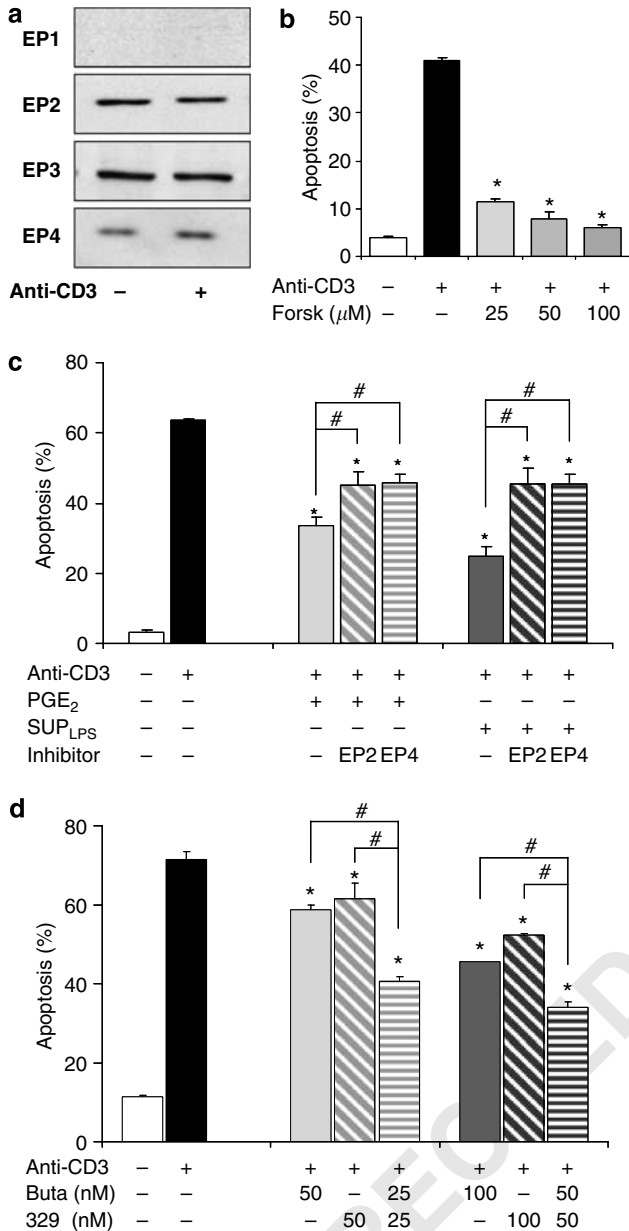 a
EP1
EP2
EP3
EP4
Anti-CD3 – +
b
Apoptosis (%)
50
40
30
20
10
0
* * *
Anti-CD3 – + + + +
Forsk (μM) – – 25 50 100
c
Apoptosis (%)
80
60
40
20
0
# #
# #
* * * * * *
Anti-CD3 – + + + + + + +
PGE2 – – + + + – – –
SUPLPS – – – – – + + +
Inhibitor – – – EP2 EP4 – EP2 EP4
d
Apoptosis (%)
80
60
40
20
0
# #
# #
* * * * * *
Anti-CD3 – + + + + + + +
Buta (nM) – – 50 – 25 100 – 50
329 (nM) – – – 50 25 – 100 50